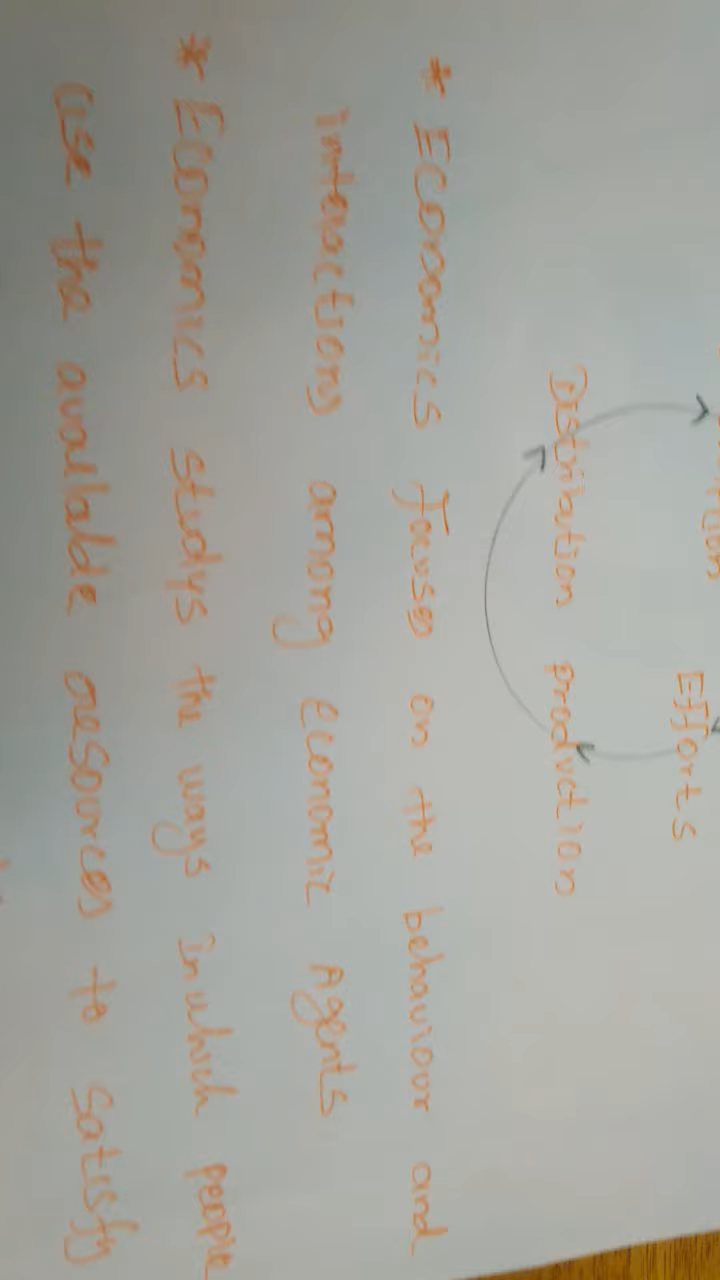 Efforts
Distribution production
* Economics focuses on the behaviour and
interactions among economic Agents
* Economics studys the ways in which people
use the available resources to satisfy